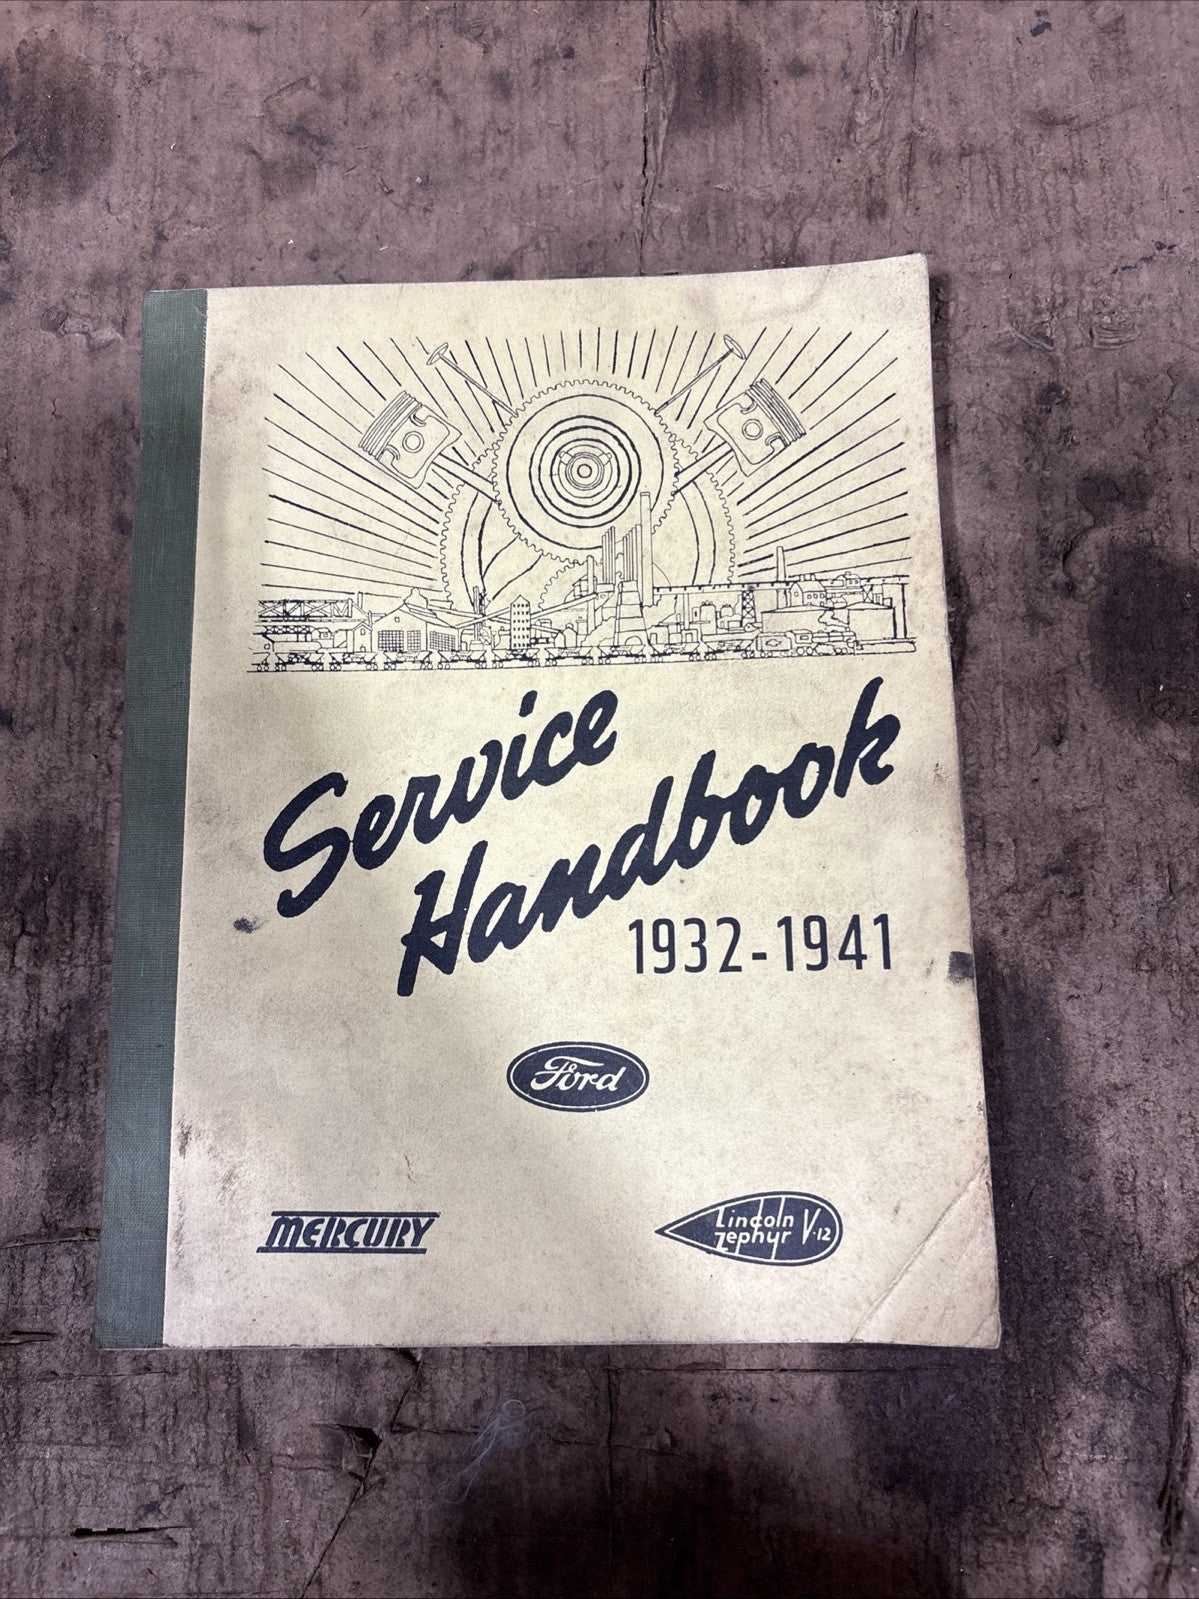 Service
Handbook
1932-1941
Ford
MERCURY
Lincoln
Zephyr V-12